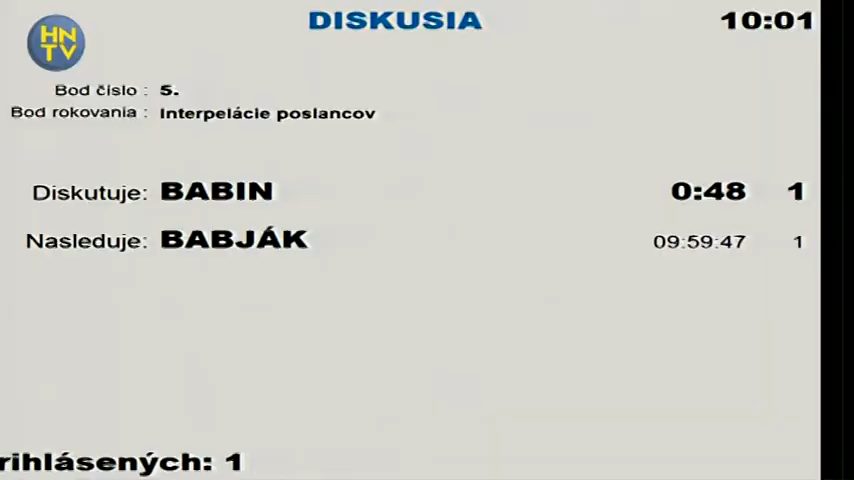 HN
TV
DISKUSIA 10:01
Bod číslo : 5.
Bod rokovania : Interpelácie poslancov
Diskutuje: BABIN 0:48 1
Nasleduje: BABJÁK 09:59:47 1
rihlásených: 1